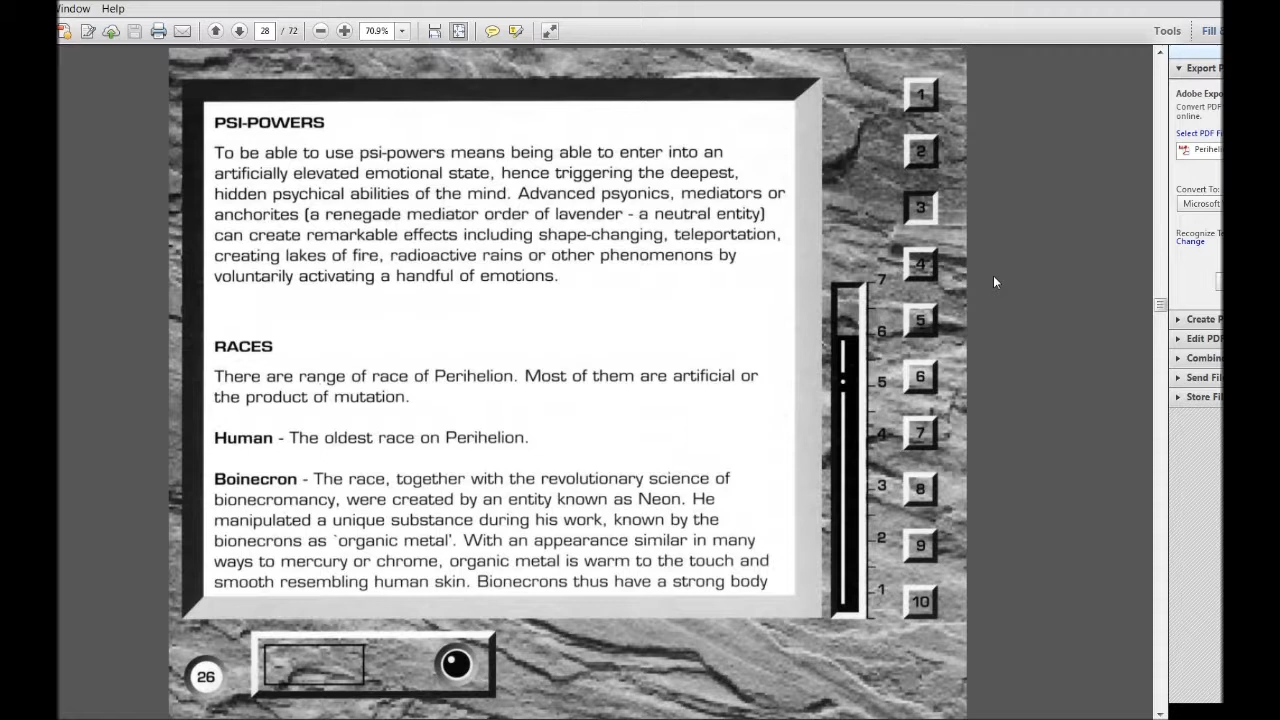 Window Help
28 / 72 70.9% Tools Fill &
PSI-POWERS
To be able to use psi-powers means being able to enter into an
artificially elevated emotional state, hence triggering the deepest,
hidden psychical abilities of the mind. Advanced psyonics, mediators or
anchorites (a renegade mediator order of lavender - a neutral entity)
can create remarkable effects including shape-changing, teleportation,
creating lakes of fire, radioactive rains or other phenomenons by
voluntarily activating a handful of emotions.
RACES
There are range of race of Perihelion. Most of them are artificial or
the product of mutation.
Human - The oldest race on Perihelion.
Boinecron - The race, together with the revolutionary science of
bionecromancy, were created by an entity known as Neon. He
manipulated a unique substance during his work, known by the
bionecrons as `organic metal'. With an appearance similar in many
ways to mercury or chrome, organic metal is warm to the touch and
smooth resembling human skin. Bionecrons thus have a strong body
26
7
6
5
4
3
2
1
1
2
3
4
5
6
7
8
9
10
Export P
Adobe Expo
Convert PDF
online.
Select PDF Fi
Periheli
Convert To:
Microsoft
Recognize Te
Change
Create P
Edit PDF
Combin
Send File
Store Fil